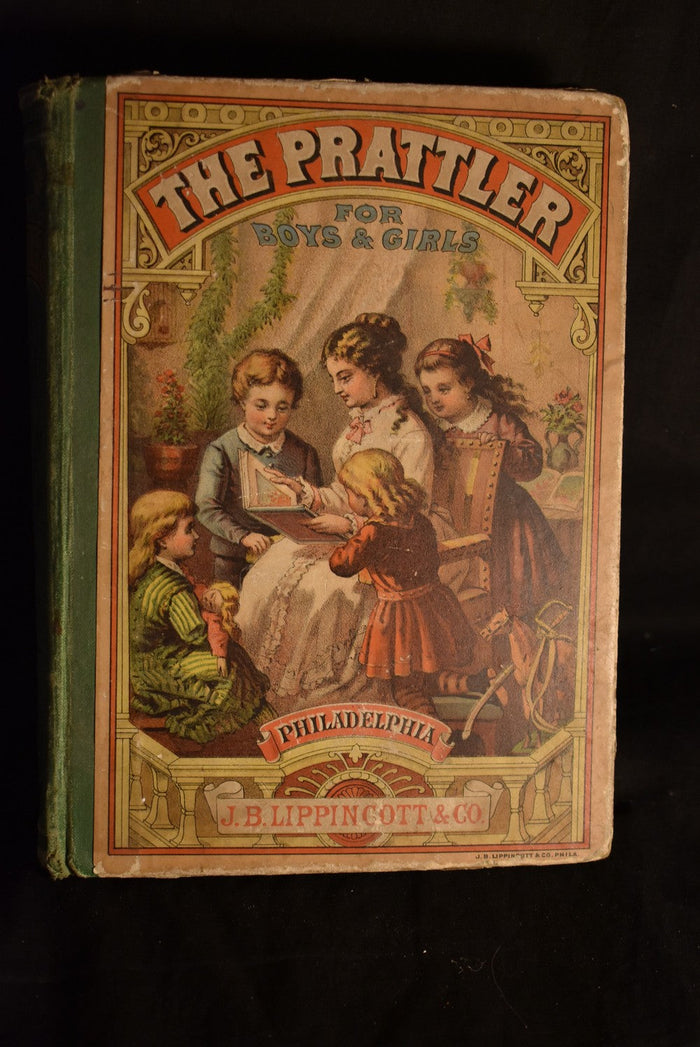 THE PRATTLER
FOR
BOYS & GIRLS
PHILADELPHIA
J. B. LIPPINCOTT & CO.
J. B. LIPPINCOTT & CO. PHILA.